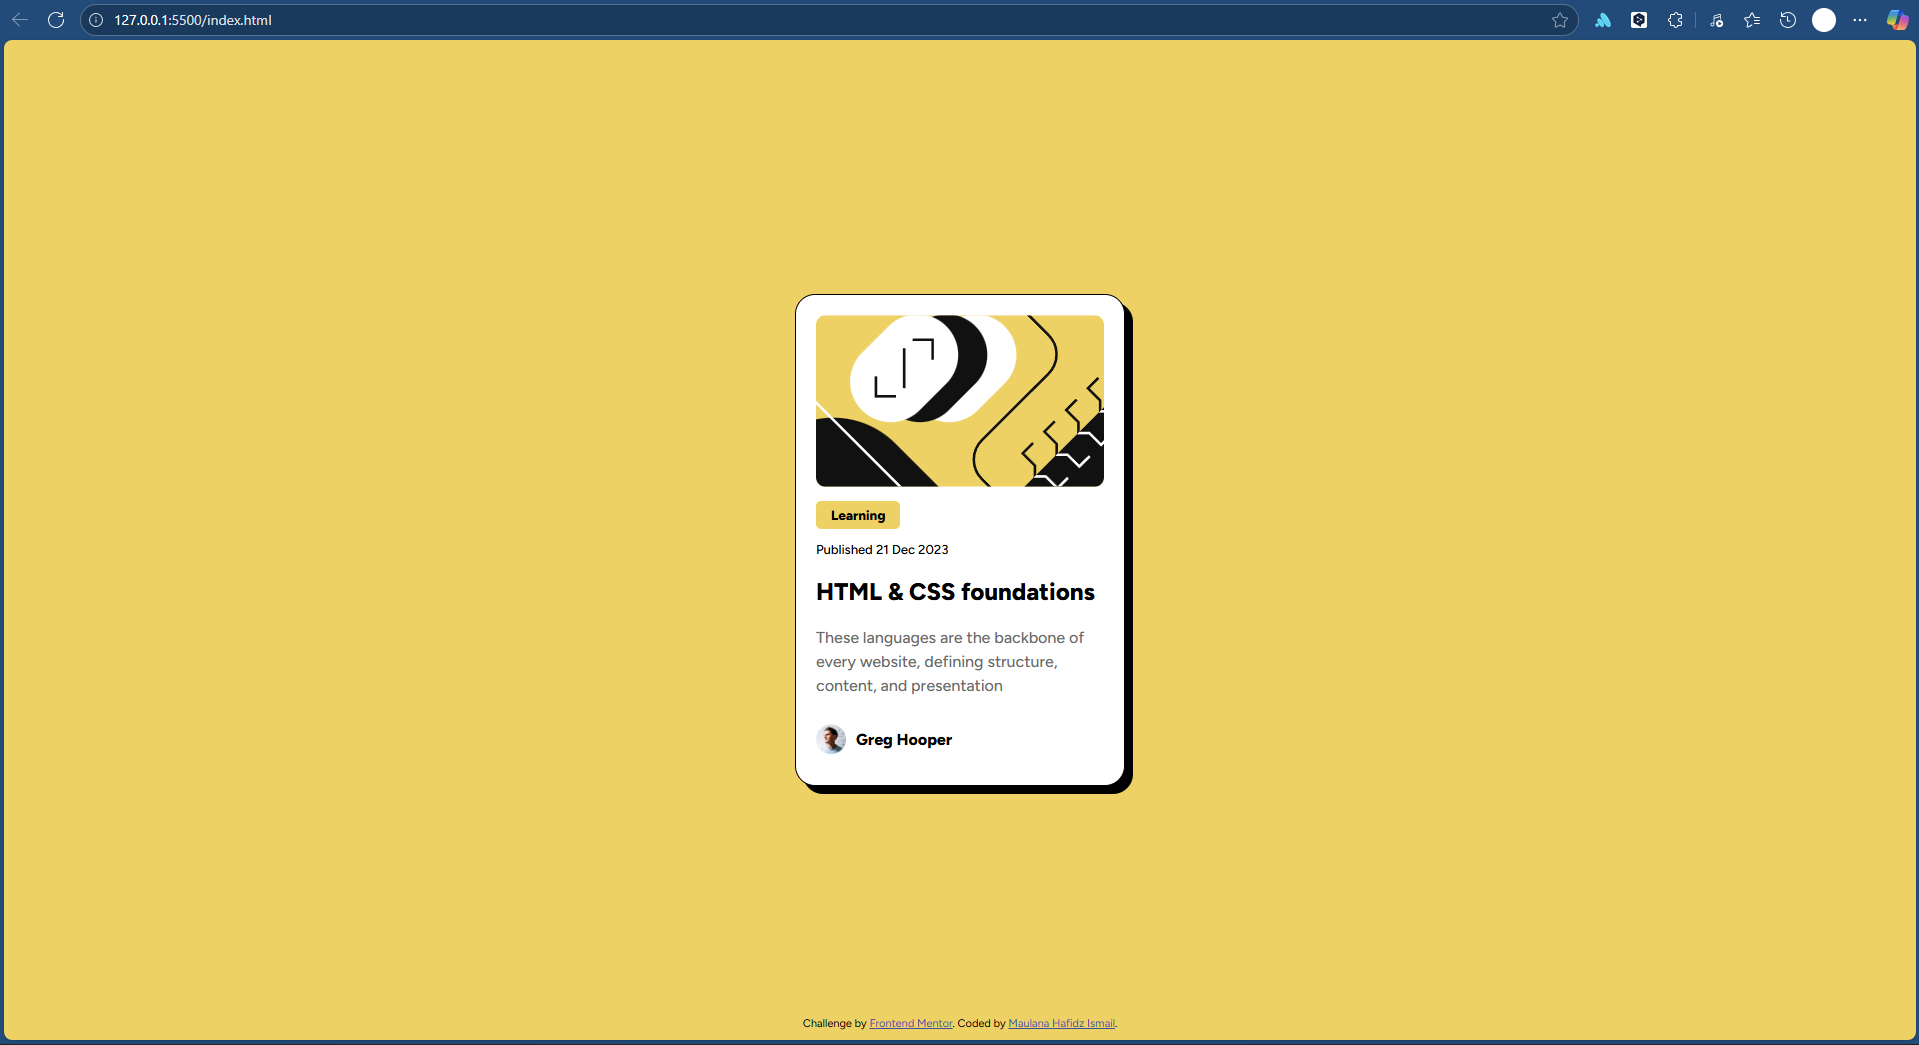 127.0.0.1:5500/index.html
Learning
Published 21 Dec 2023
HTML & CSS foundations
These languages are the backbone of
every website, defining structure,
content, and presentation
Greg Hooper
Challenge by Frontend Mentor. Coded by Maulana Hafidz Ismail.